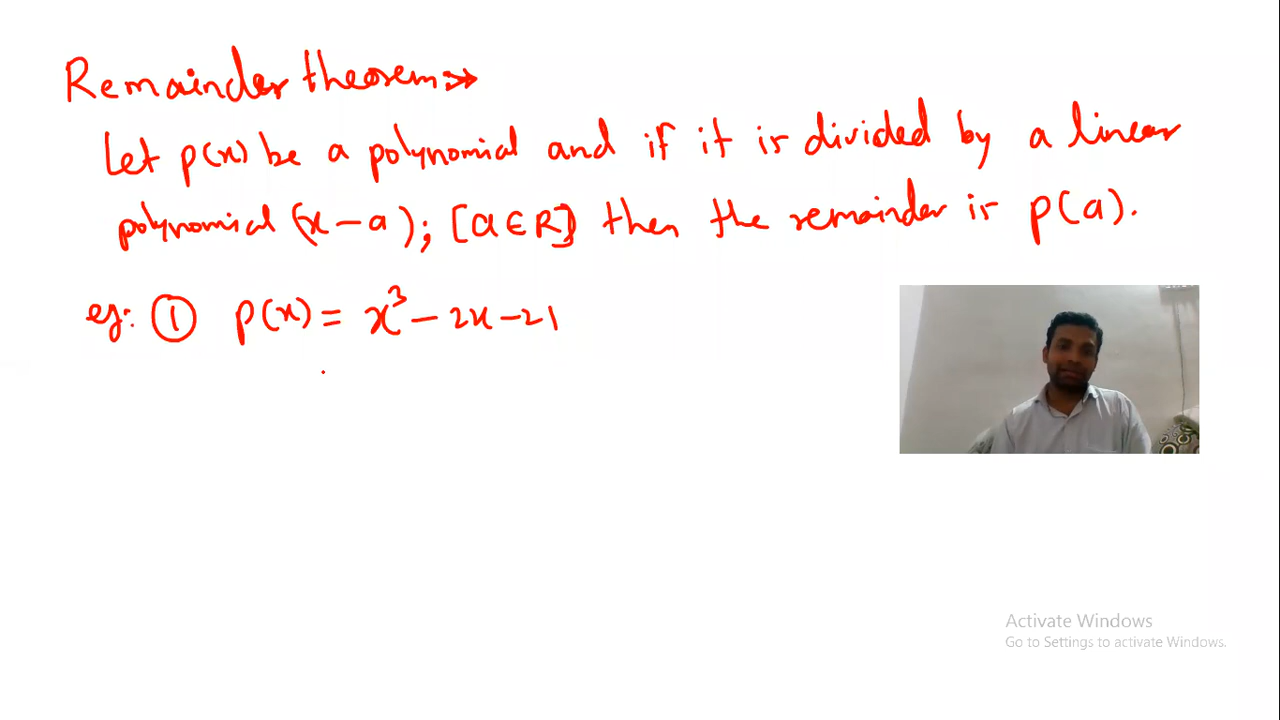 Remainder theorem
Let p(x) be a polynomial and if it is divided by a linear
polynomial (x-a); [a∈R] then the remainder is p(a).
eg: ① p(x) = x³ - 2x - 21
Activate Windows
Go to Settings to activate Windows.